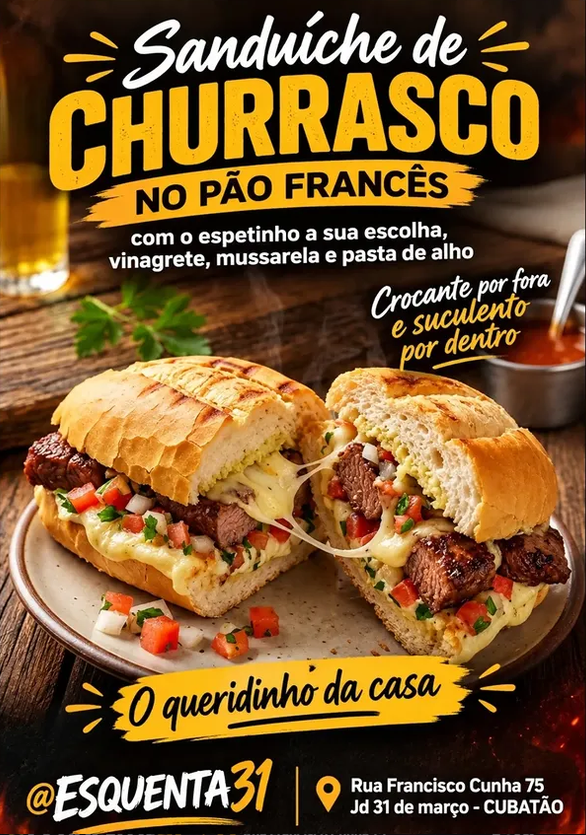 Sanduíche de
CHURRASCO
NO PÃO FRANCÊS
com o espetinho a sua escolha,
vinagrete, mussarela e pasta de alho
Crocante por fora
e suculento
por dentro
O queridinho da casa
@ESQUENTA31
Rua Francisco Cunha 75
Jd 31 de março - CUBATÃO